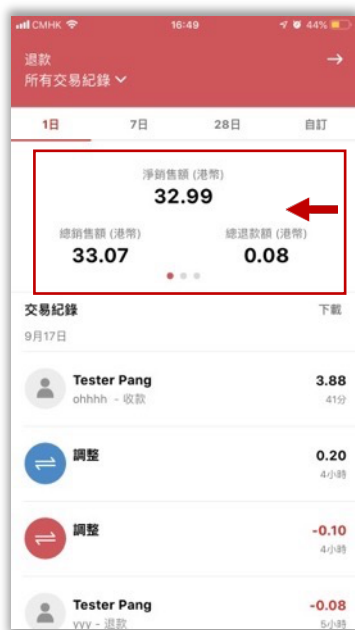 CMHK 16:49 44%
退款
所有交易紀錄
1日 7日 28日 自訂
淨銷售額 (港幣)
32.99
總銷售額 (港幣) 總退款額 (港幣)
33.07 0.08
交易紀錄 下載
9月17日
Tester Pang 3.88
ohhhh - 收款 41分
調整 0.20
4小時
調整 -0.10
4小時
Tester Pang -0.08
yyy - 退款 5小時